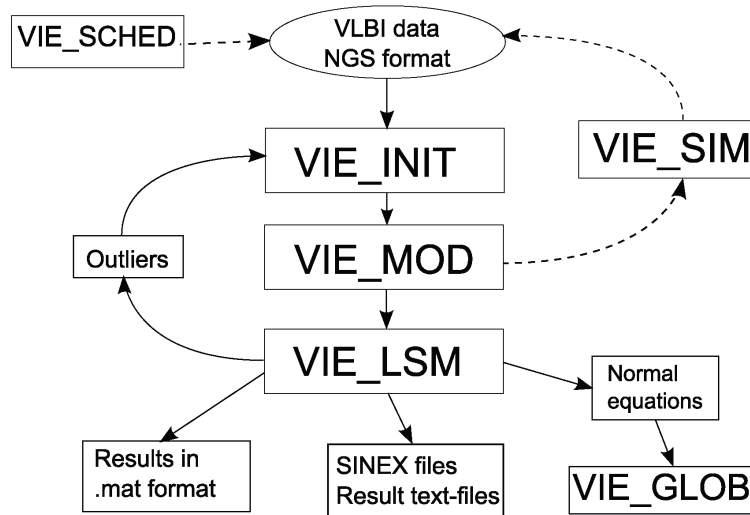 VIE_SCHED
VLBI data
NGS format
VIE_INIT
VIE_SIM
Outliers
VIE_MOD
VIE_LSM
Normal
equations
Results in
.mat format
SINEX files
Result text-files
VIE_GLOB